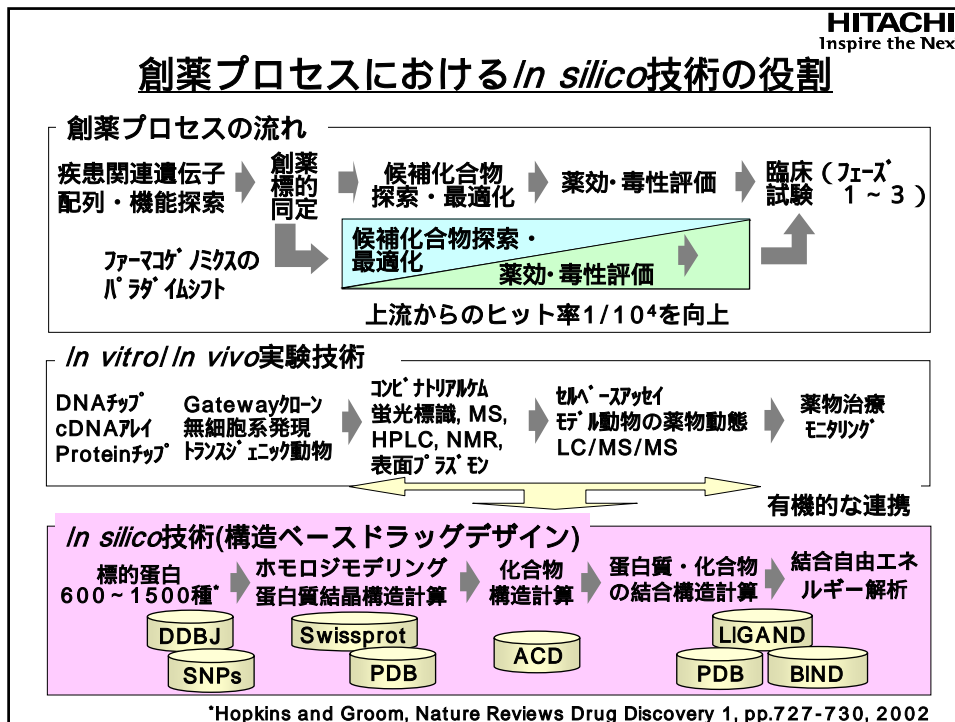 HITACHI
Inspire the Nex
創薬プロセスにおけるIn silico技術の役割
創薬プロセスの流れ
疾患関連遺伝子
配列・機能探索
創薬
標的
同定
候補化合物
探索・最適化
薬効・毒性評価
臨床(フェーズ
試験 1~3)
ファーマコゲノミクスの
パラダイムシフト
候補化合物探索・
最適化
薬効・毒性評価
上流からのヒット率1/10⁴を向上
In vitro/In vivo実験技術
DNAチップ
cDNAアレイ
Proteinチップ
Gatewayクローン
無細胞系発現
トランスジェニック動物
コンビナトリアルケム
蛍光標識, MS,
HPLC, NMR,
表面プラズモン
セルベースアッセイ
モデル動物の薬物動態
LC/MS/MS
薬物治療
モニタリング
有機的な連携
In silico技術(構造ベースドラッグデザイン)
標的蛋白
600~1500種*
ホモロジモデリング
蛋白質結晶構造計算
化合物
構造計算
蛋白質・化合物
の結合構造計算
結合自由エネ
ルギー解析
DDBJ
SNPs
Swissprot
PDB
ACD
LIGAND
PDB
BIND
*Hopkins and Groom, Nature Reviews Drug Discovery 1, pp.727-730, 2002